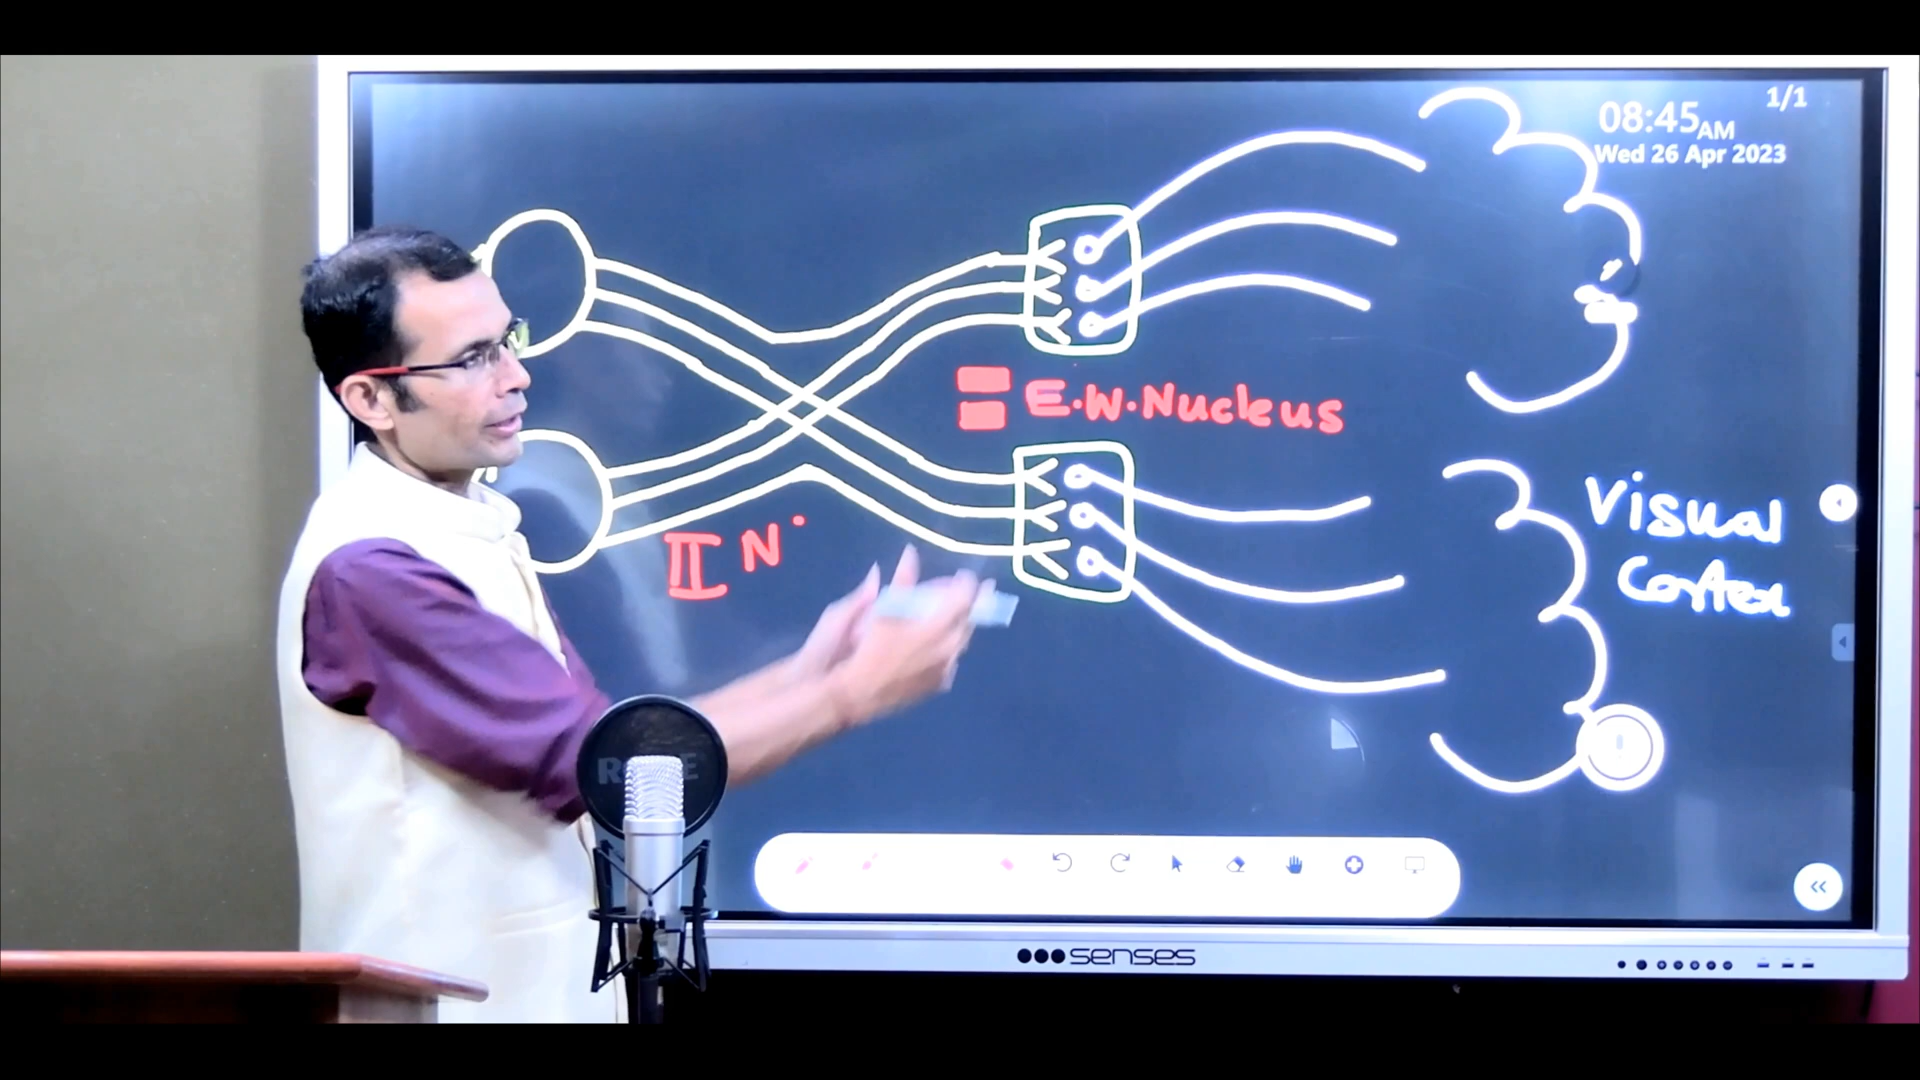 1/1
08:45AM
Wed 26 Apr 2023
E.W.Nucleus
Visual
Cortex
II N.
senses